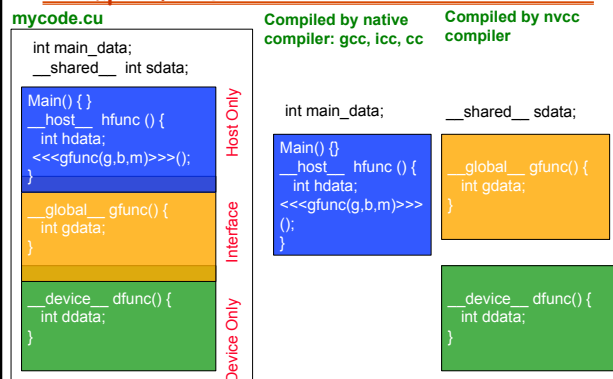 mycode.cu
int main_data;
__shared__ int sdata;
Main() { }
__host__ hfunc () {
int hdata;
<<<gfunc(g,b,m)>>>();
}
Host Only
__global__ gfunc() {
int gdata;
}
Interface
__device__ dfunc() {
int ddata;
}
Device Only
Compiled by native
compiler: gcc, icc, cc
int main_data;
Main() {}
__host__ hfunc () {
int hdata;
<<<gfunc(g,b,m)>>>
();
}
Compiled by nvcc
compiler
__shared__ sdata;
__global__ gfunc() {
int gdata;
}
__device__ dfunc() {
int ddata;
}